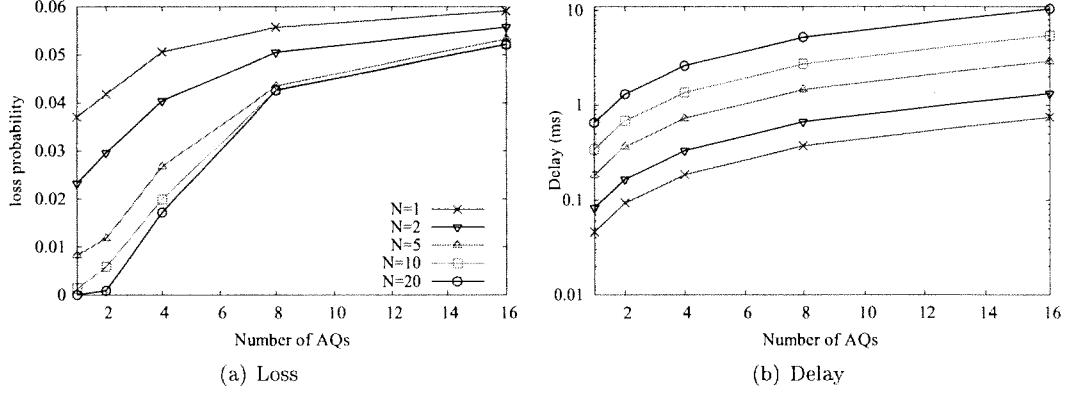 0.06
0.05
0.04
0.03
0.02
0.01
0
loss probability
N=1
N=2
N=5
N=10
N=20
2 4 6 8 10 12 14 16
Number of AQs
(a) Loss
10
1
0.1
0.01
Delay (ms)
2 4 6 8 10 12 14 16
Number of AQs
(b) Delay